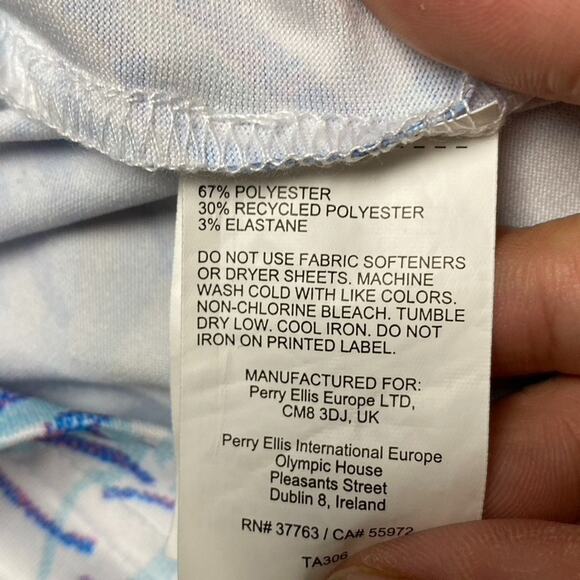 67% POLYESTER
30% RECYCLED POLYESTER
3% ELASTANE
DO NOT USE FABRIC SOFTENERS
OR DRYER SHEETS. MACHINE
WASH COLD WITH LIKE COLORS.
NON-CHLORINE BLEACH. TUMBLE
DRY LOW. COOL IRON. DO NOT
IRON ON PRINTED LABEL.
MANUFACTURED FOR:
Perry Ellis Europe LTD,
CM8 3DJ, UK
Perry Ellis International Europe
Olympic House
Pleasants Street
Dublin 8, Ireland
RN# 37763 / CA# 55972
TA306